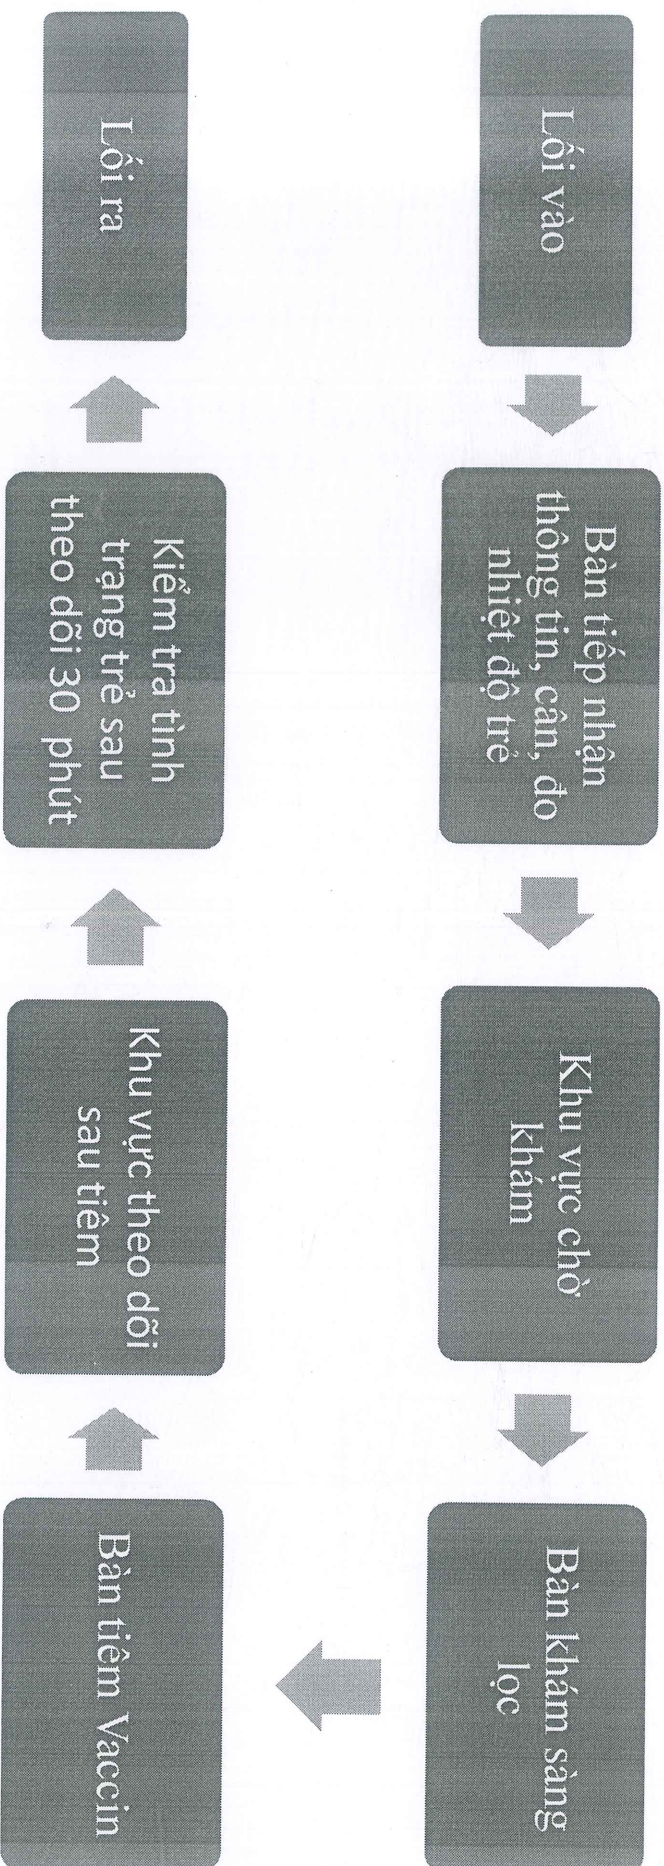 Lối vào
Bàn tiếp nhận
thông tin, cân, đo
nhiệt độ trẻ
Khu vực chờ
khám
Bàn khám sàng
lọc
Bàn tiêm Vaccin
Khu vực theo dõi
sau tiêm
Kiểm tra tình
trạng trẻ sau
theo dõi 30 phút
Lối ra